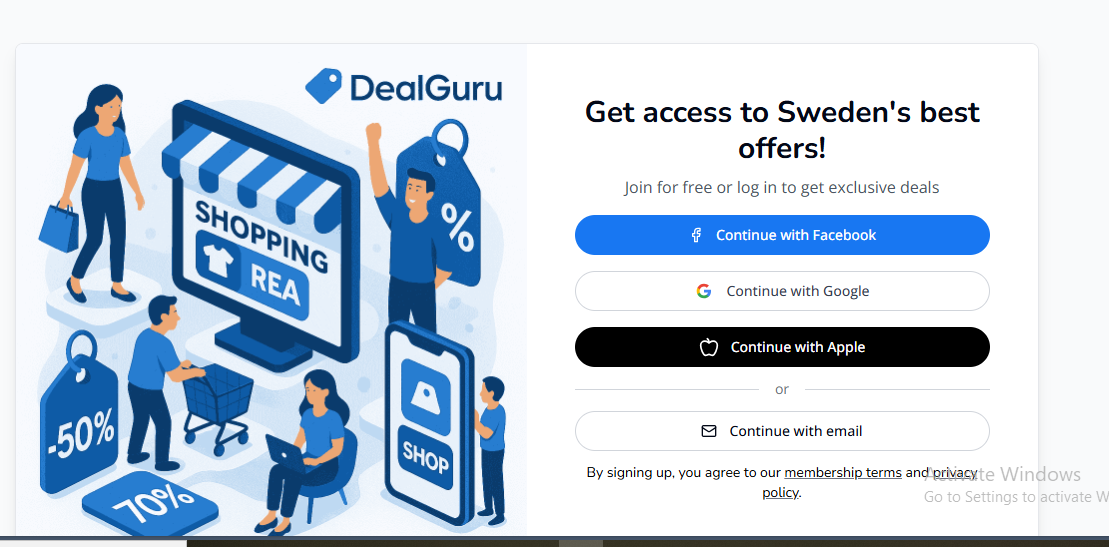 DealGuru
SHOPPING
REA
%
-50%
70%
SHOP
Get access to Sweden's best
offers!
Join for free or log in to get exclusive deals
Continue with Facebook
Continue with Google
Continue with Apple
or
Continue with email
By signing up, you agree to our membership terms and privacy
policy.
Activate Windows
Go to Settings to activate W